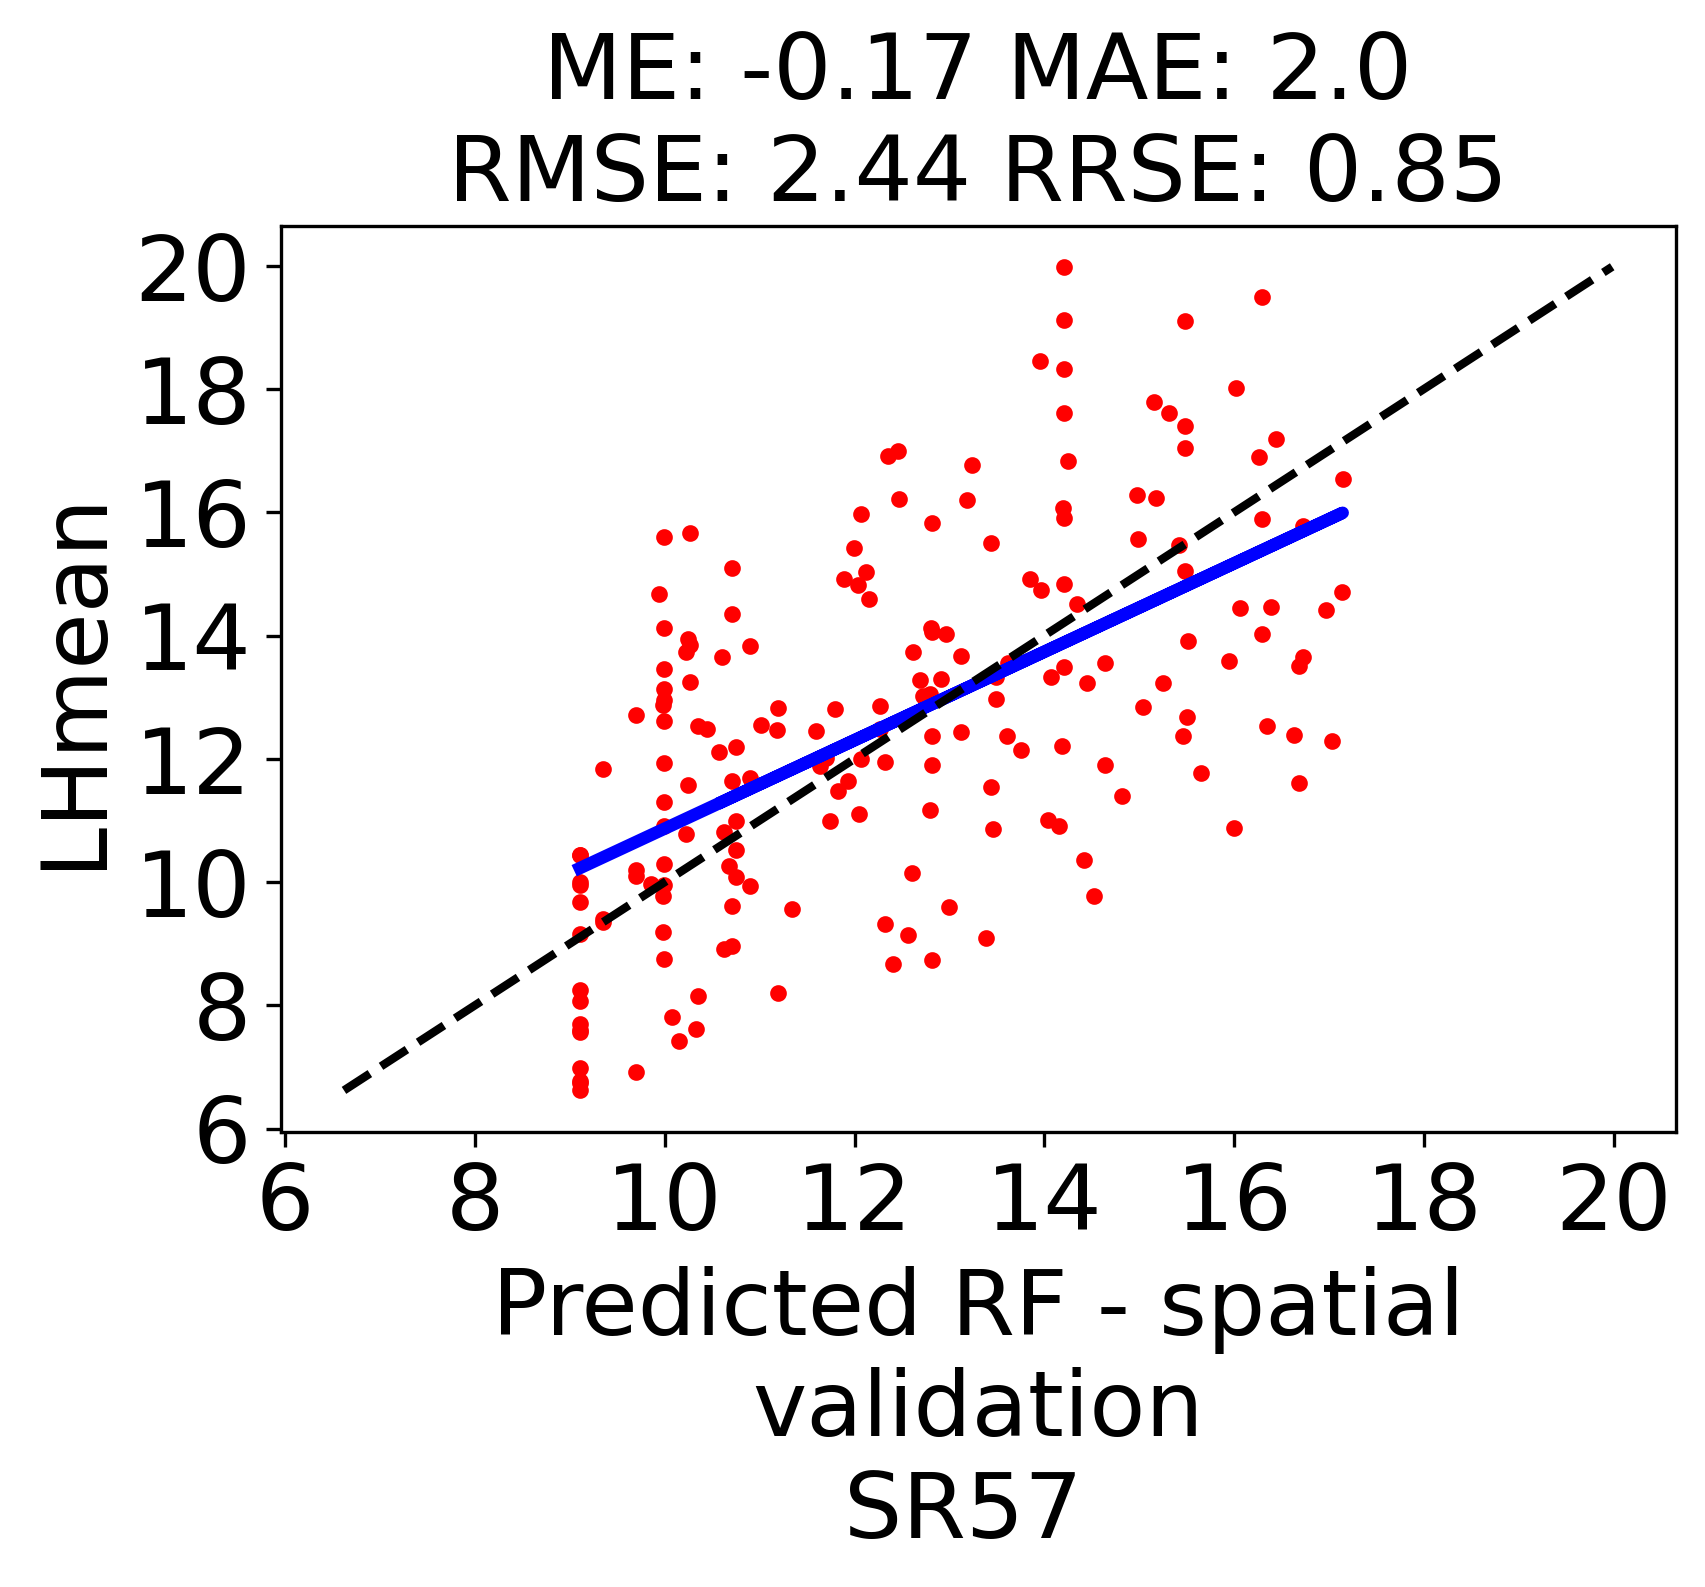 ME: -0.17 MAE: 2.0
RMSE: 2.44 RRSE: 0.85
20
18
16
14
12
10
8
6
LHmean
6 8 10 12 14 16 18 20
Predicted RF - spatial
validation
SR57